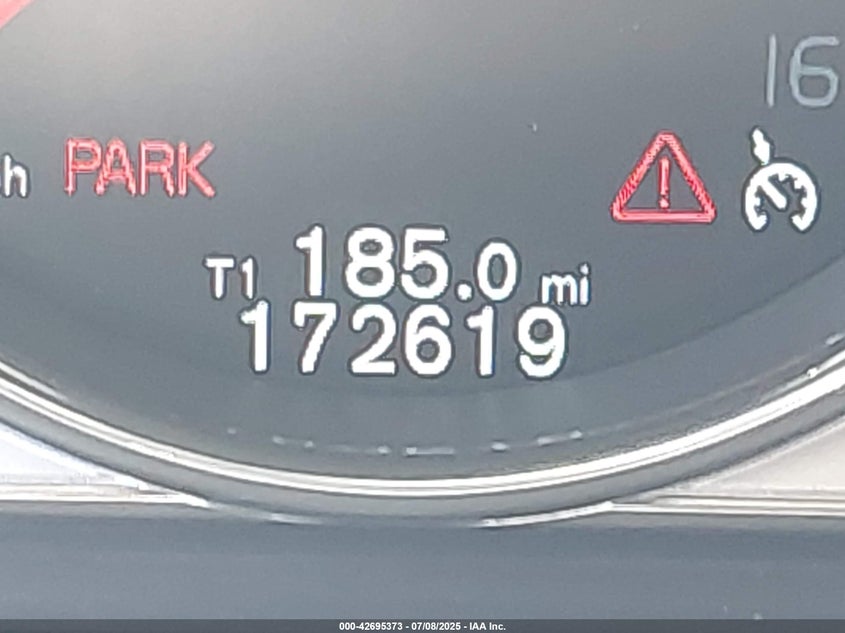 16
h PARK
T1 185.0 mi
172619
000-42695373 - 07/08/2025 - IAA Inc.